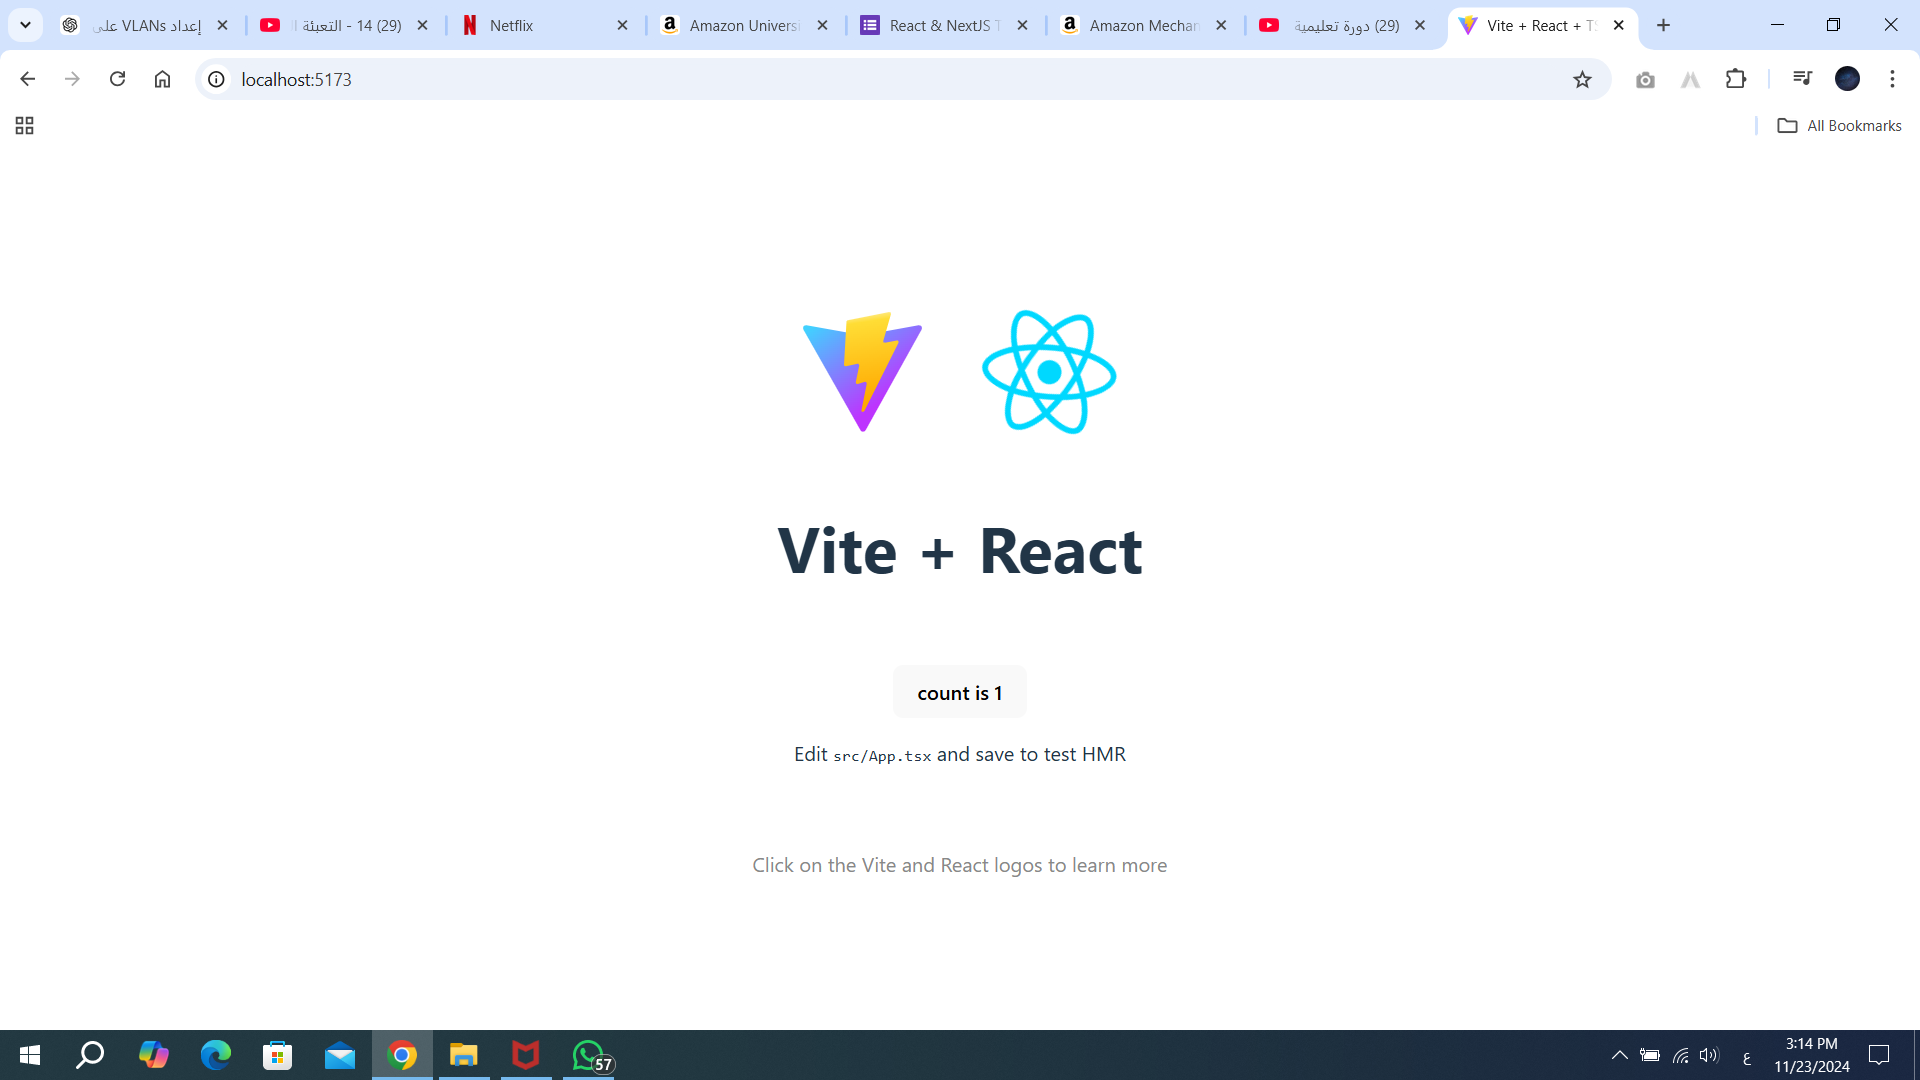 إعداد VLANs على
(29) 14 - التعبئة
Netflix
Amazon Universi
React & NextJS T
Amazon Mechan
(29) دورة تعليمية
Vite + React + TS
localhost:5173
All Bookmarks
Vite + React
count is 1
Edit src/App.tsx and save to test HMR
Click on the Vite and React logos to learn more
57
ع
3:14 PM
11/23/2024